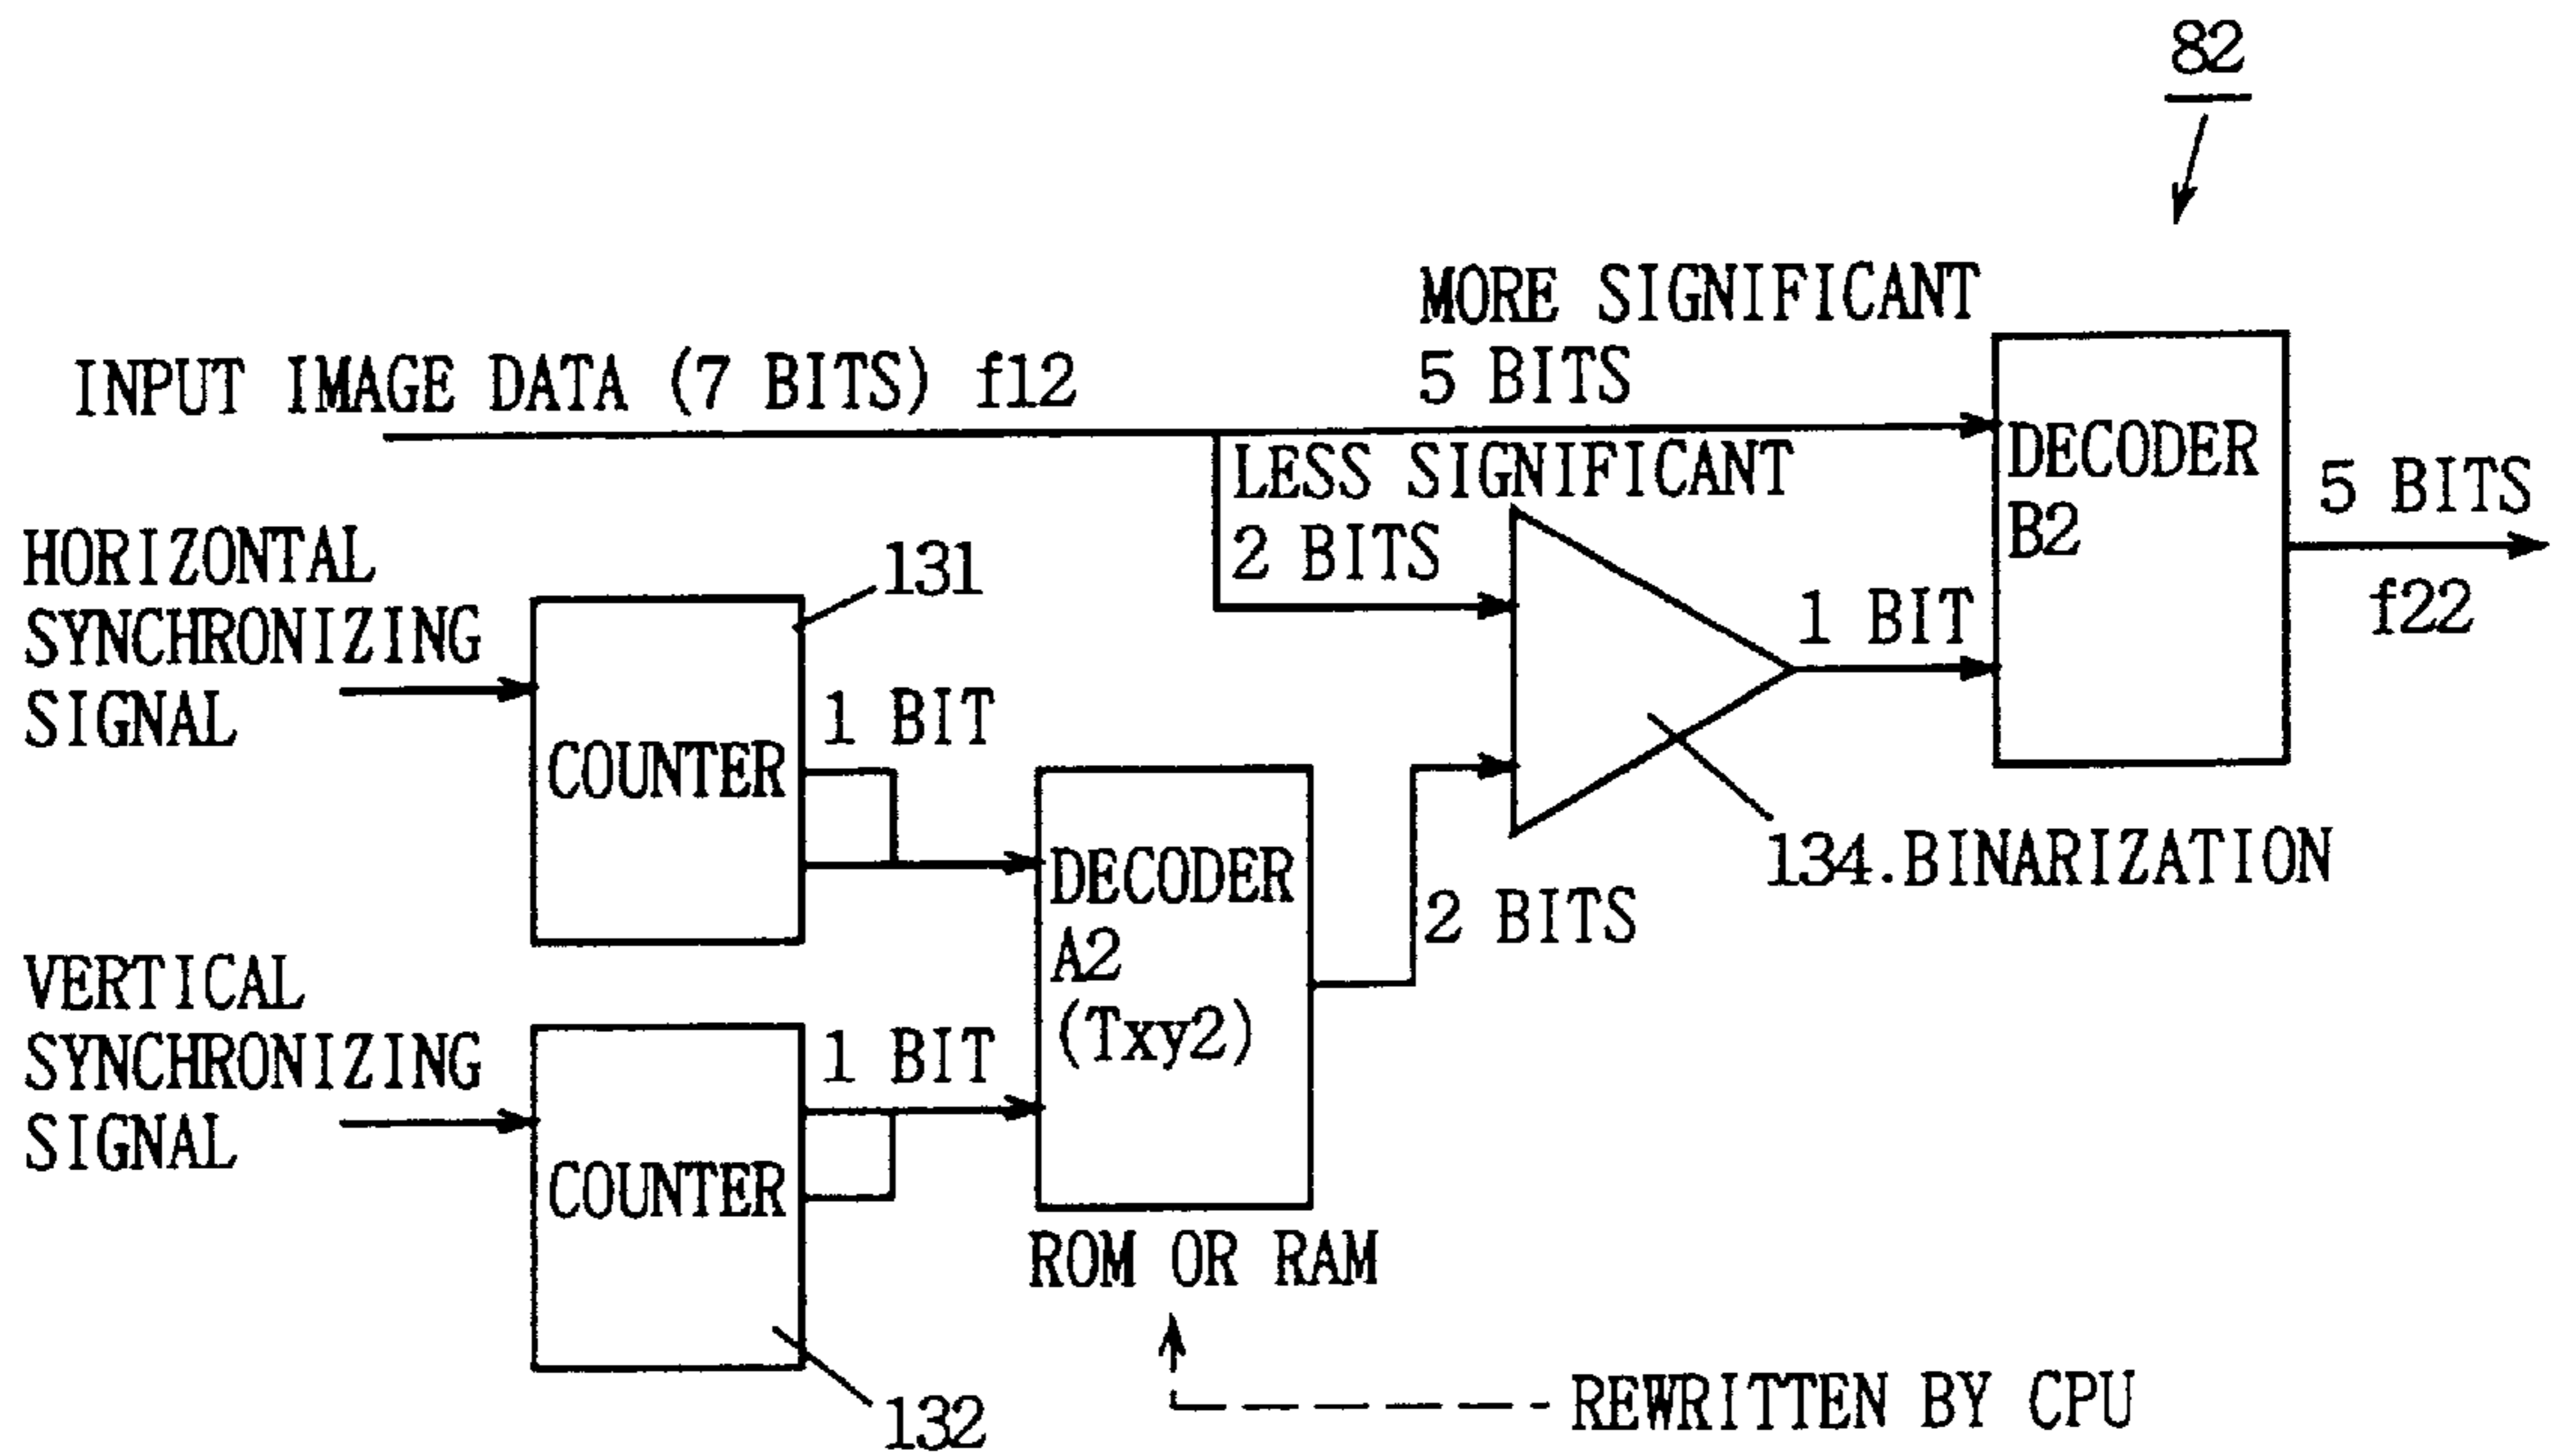 82
MORE SIGNIFICANT
5 BITS
INPUT IMAGE DATA (7 BITS) f12
LESS SIGNIFICANT
2 BITS
DECODER
B2
5 BITS
f22
HORIZONTAL
SYNCHRONIZING
SIGNAL
131
COUNTER
1 BIT
1 BIT
134.BINARIZATION
DECODER
A2
(Txy2)
2 BITS
VERTICAL
SYNCHRONIZING
SIGNAL
1 BIT
COUNTER
132
ROM OR RAM
REWRITTEN BY CPU